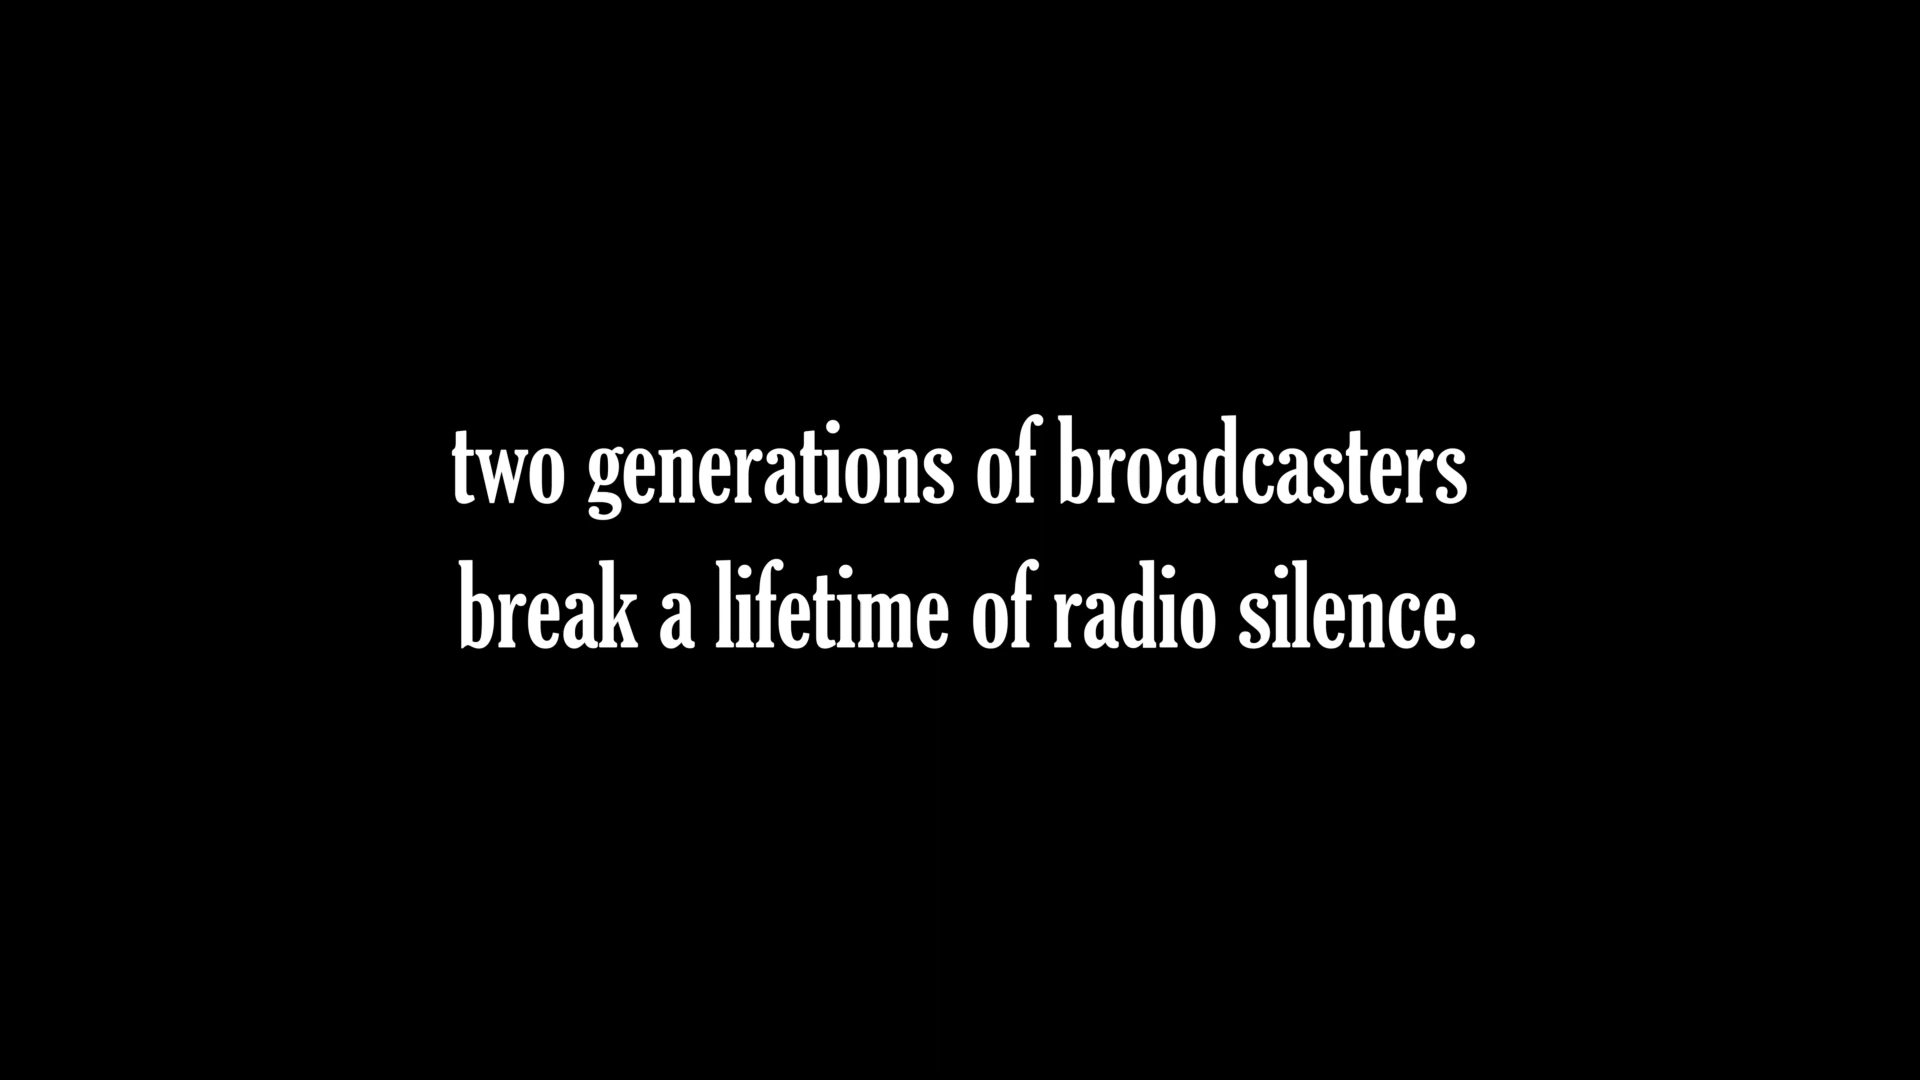 two generations of broadcasters
break a lifetime of radio silence.